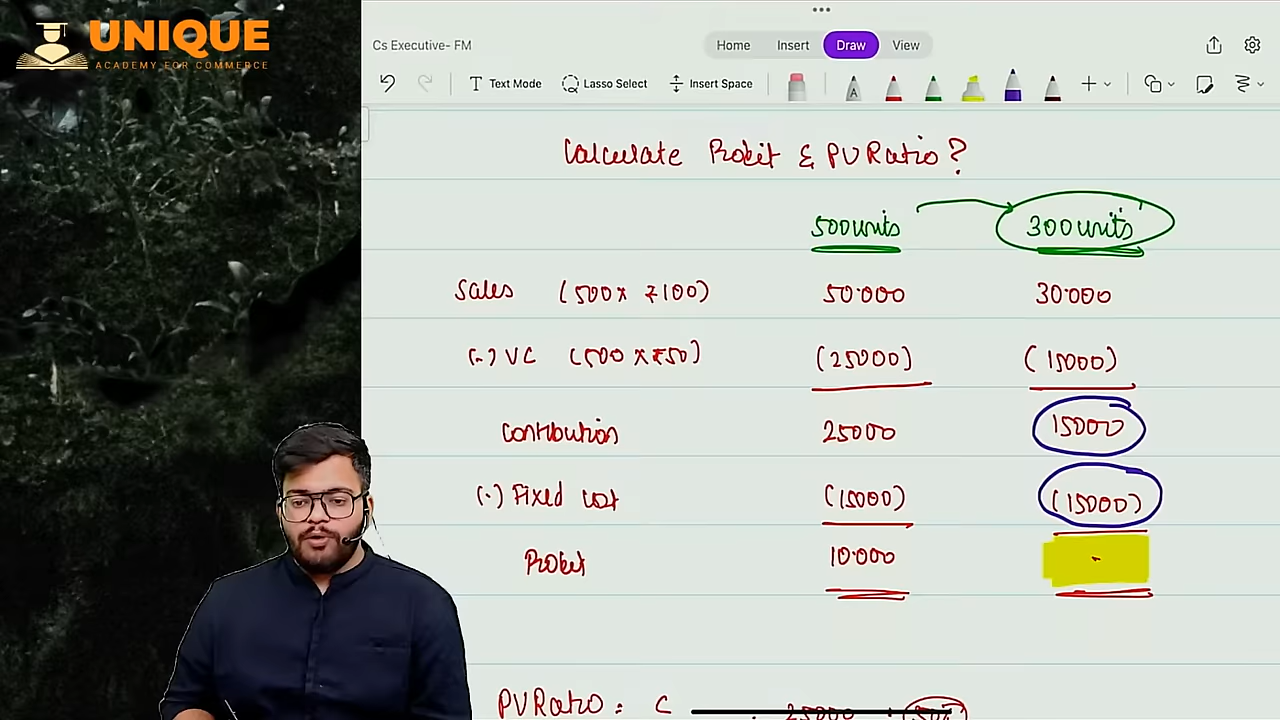 UNIQUE
ACADEMY FOR COMMERCE
Cs Executive- FM
Home Insert Draw View
Text Mode Lasso Select Insert Space
Calculate Profit & PV Ratio?
500 units 300 units
Sales (500 x ₹100) 50.000 30.000
(-) VC (500 x ₹50) (25000) (15000)
Contribution 25000 15000
(-) Fixed cost (15000) (15000)
Profit 10.000 -
PV Ratio : C 25000